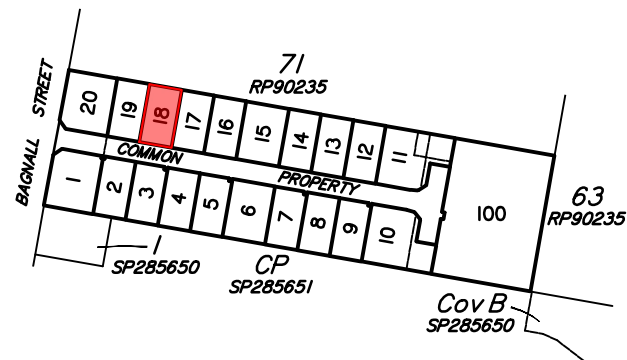 71
RP90235
BAGNALL STREET
20
19
18
17
16
15
14
13
12
11
COMMON PROPERTY
1
2
3
4
5
6
7
8
9
10
100
63
RP90235
1
SP285650
CP
SP285651
Cov B
SP285650